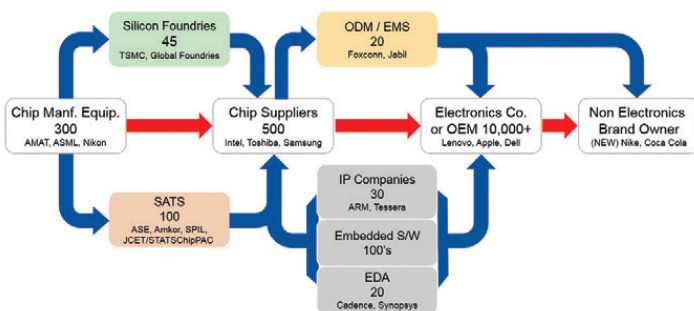 Silicon Foundries
45
TSMC, Global Foundries
ODM / EMS
20
Foxconn, Jabil
Chip Manf. Equip.
300
AMAT, ASML, Nikon
Chip Suppliers
500
Intel, Toshiba, Samsung
Electronics Co.
or OEM 10,000+
Lenovo, Apple, Dell
Non Electronics
Brand Owner
(NEW) Nike, Coca Cola
SATS
100
ASE, Amkor, SPIL,
JCET/STATSChipPAC
IP Companies
30
ARM, Tessera
Embedded S/W
100's
EDA
20
Cadence, Synopsys